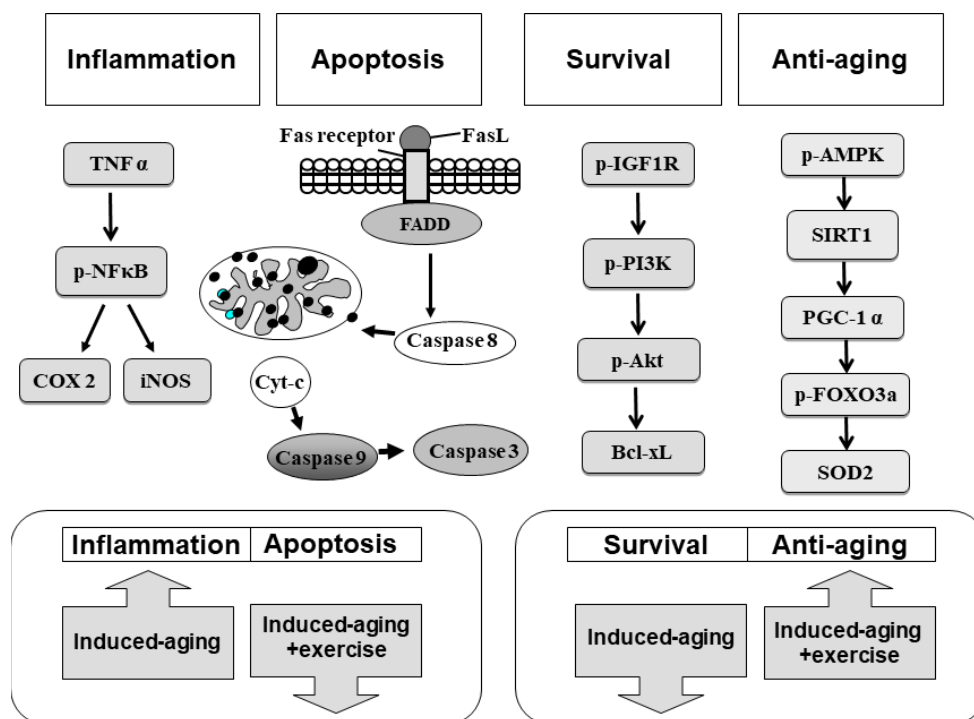 Inflammation
Apoptosis
Survival
Anti-aging
TNF α
p-NFκB
COX 2
iNOS
Fas receptor
FasL
FADD
Caspase 8
Cyt-c
Caspase 9
Caspase 3
p-IGF1R
p-PI3K
p-Akt
Bcl-xL
p-AMPK
SIRT1
PGC-1 α
p-FOXO3a
SOD2
Inflammation
Apoptosis
Induced-aging
Induced-aging
+exercise
Survival
Anti-aging
Induced-aging
Induced-aging
+exercise